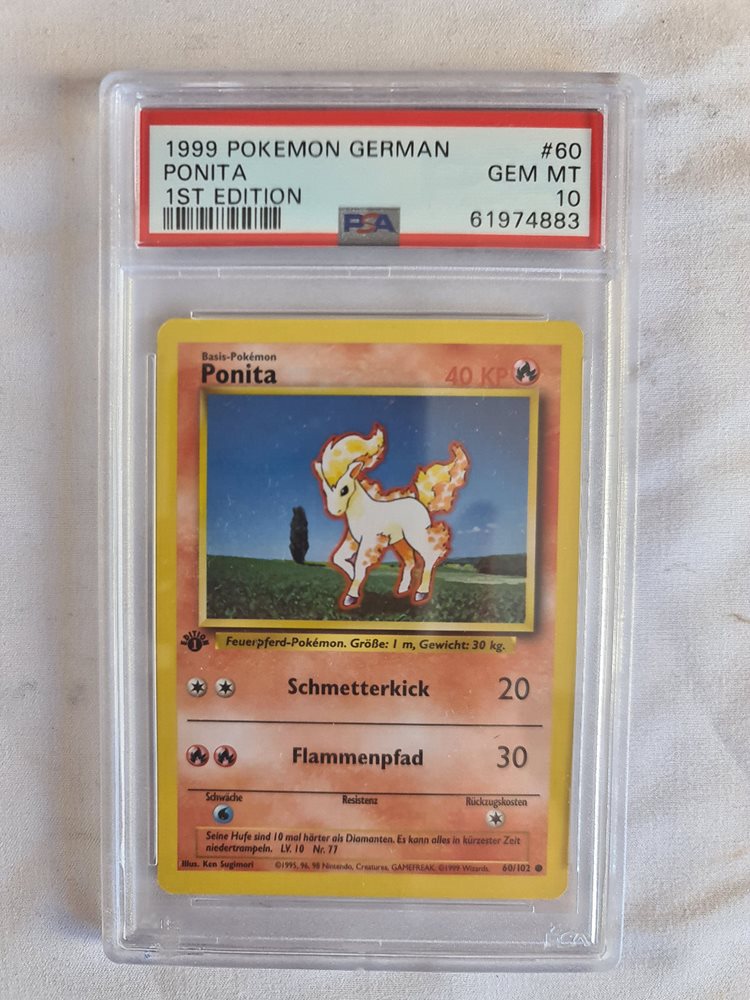 1999 POKEMON GERMAN #60
PONITA GEM MT
1ST EDITION 10
PSA 61974883
Basis-Pokémon
Ponita 40 KP
EDITION 1
Feuerpferd-Pokémon. Größe: 1 m, Gewicht: 30 kg.
Schmetterkick 20
Flammenpfad 30
Schwäche Resistenz Rückzugskosten
Seine Hufe sind 10 mal härter als Diamanten. Es kann alles in kürzester Zeit
niedertrampeln. LV. 10 Nr. 77
Illus. Ken Sugimori ©1995, 96, 98 Nintendo, Creatures, GAMEFREAK. ©1999 Wizards. 60/102